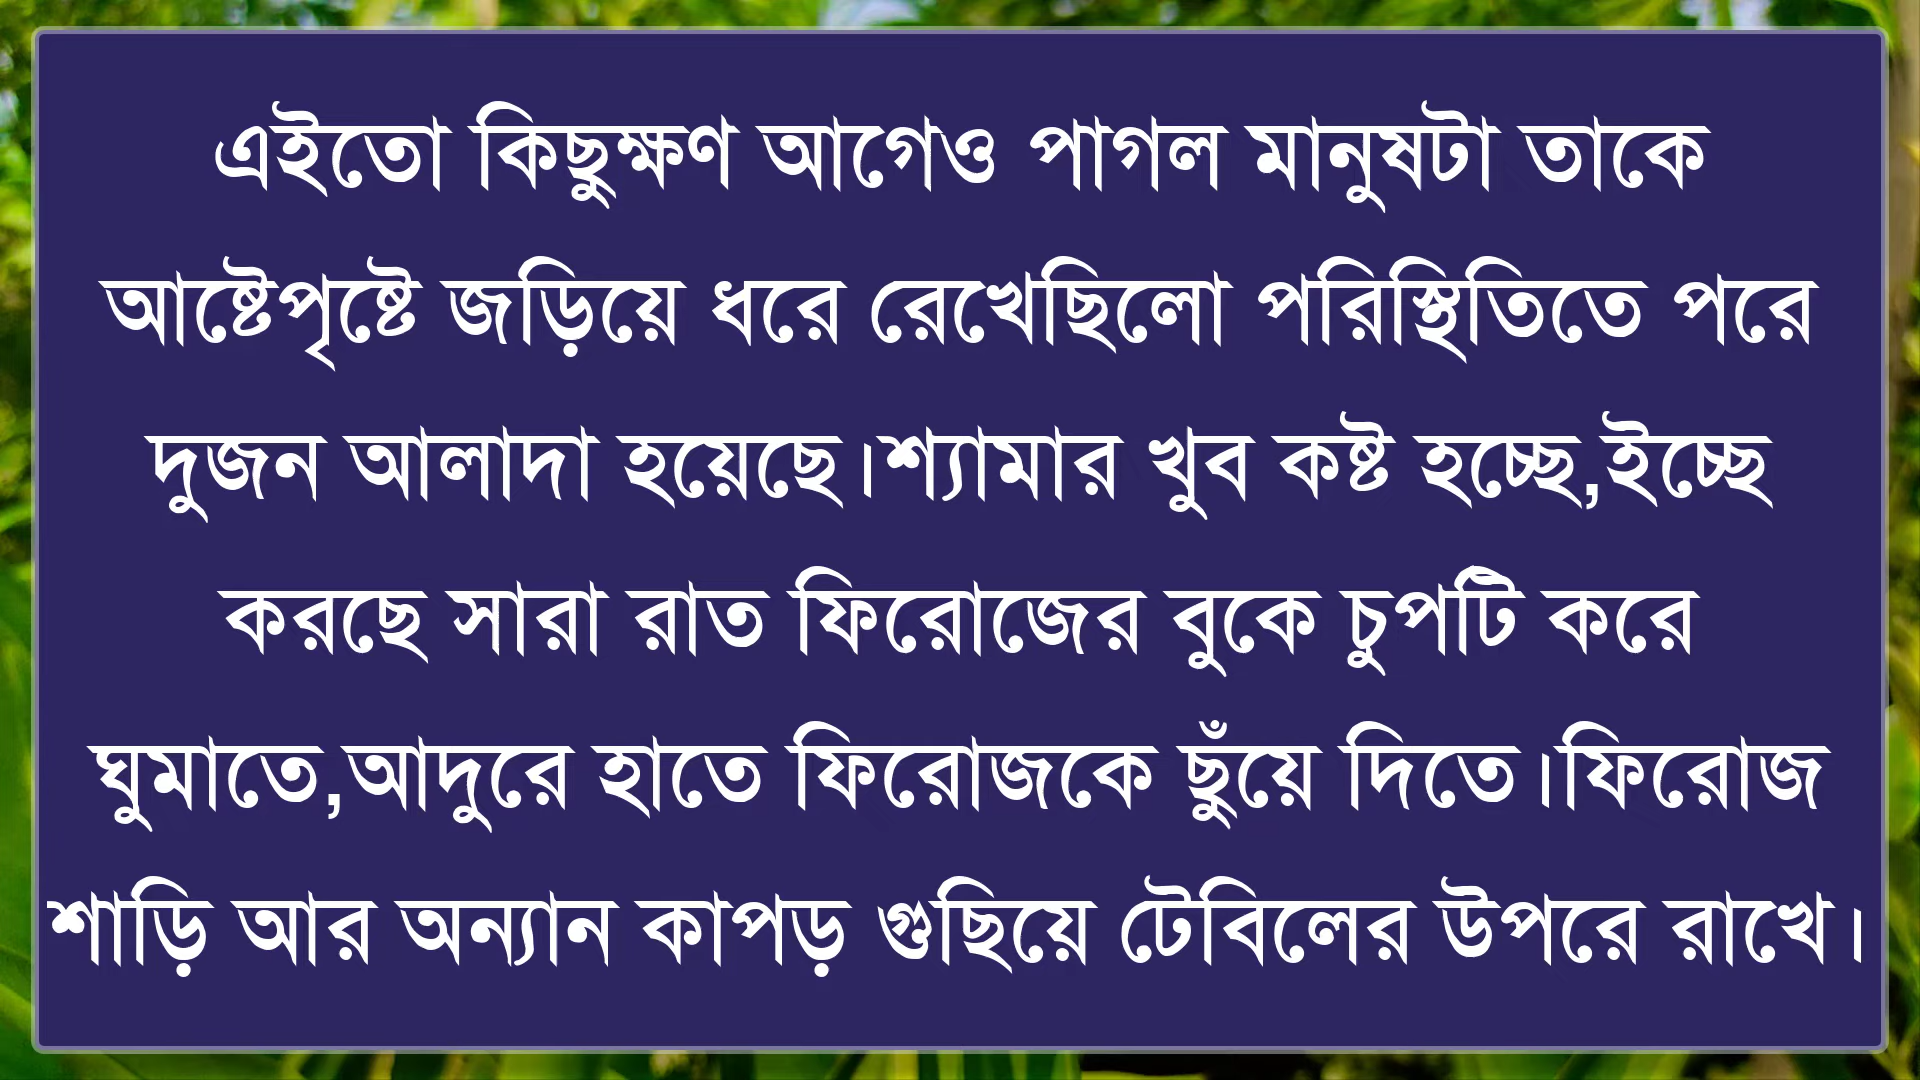 এইতো কিছুক্ষণ আগেও পাগল মানুষটা তাকে
আষ্টেপৃষ্টে জড়িয়ে ধরে রেখেছিলো পরিস্থিতিতে পরে
দুজন আলাদা হয়েছে।শ্যামার খুব কষ্ট হচ্ছে,ইচ্ছে
করছে সারা রাত ফিরোজের বুকে চুপটি করে
ঘুমাতে,আদুরে হাতে ফিরোজকে ছুঁয়ে দিতে।ফিরোজ
শাড়ি আর অন্যান কাপড় গুছিয়ে টেবিলের উপরে রাখে।